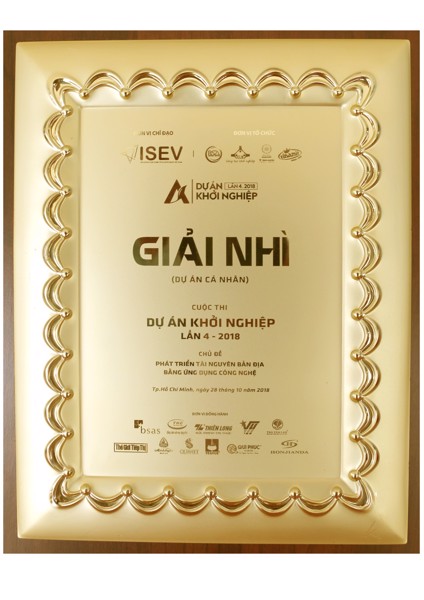 ĐƠN VỊ CHỈ ĐẠO
ĐƠN VỊ TỔ CHỨC
VISEV
DỰ ÁN LẦN 4, 2018
KHỞI NGHIỆP
GIẢI NHÌ
(DỰ ÁN CÁ NHÂN)
CUỘC THI
DỰ ÁN KHỞI NGHIỆP
LẦN 4 - 2018
CHỦ ĐỀ
PHÁT TRIỂN TÀI NGUYÊN BẢN ĐỊA
BẰNG ỨNG DỤNG CÔNG NGHỆ
Tp.Hồ Chí Minh, ngày 28 tháng 10 năm 2018
ĐƠN VỊ ĐỒNG HÀNH
bsas
THIÊN LONG
Thế Giới Tiếp Thị